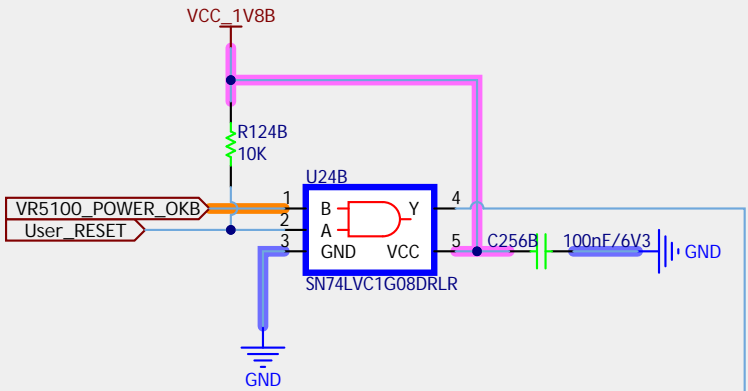 VCC_1V8B
R124B
10K
U24B
VR5100_POWER_OKB 1 B Y 4
User_RESET 2 A
3 GND VCC 5 C256B 100nF/6V3 GND
SN74LVC1G08DRLR
GND